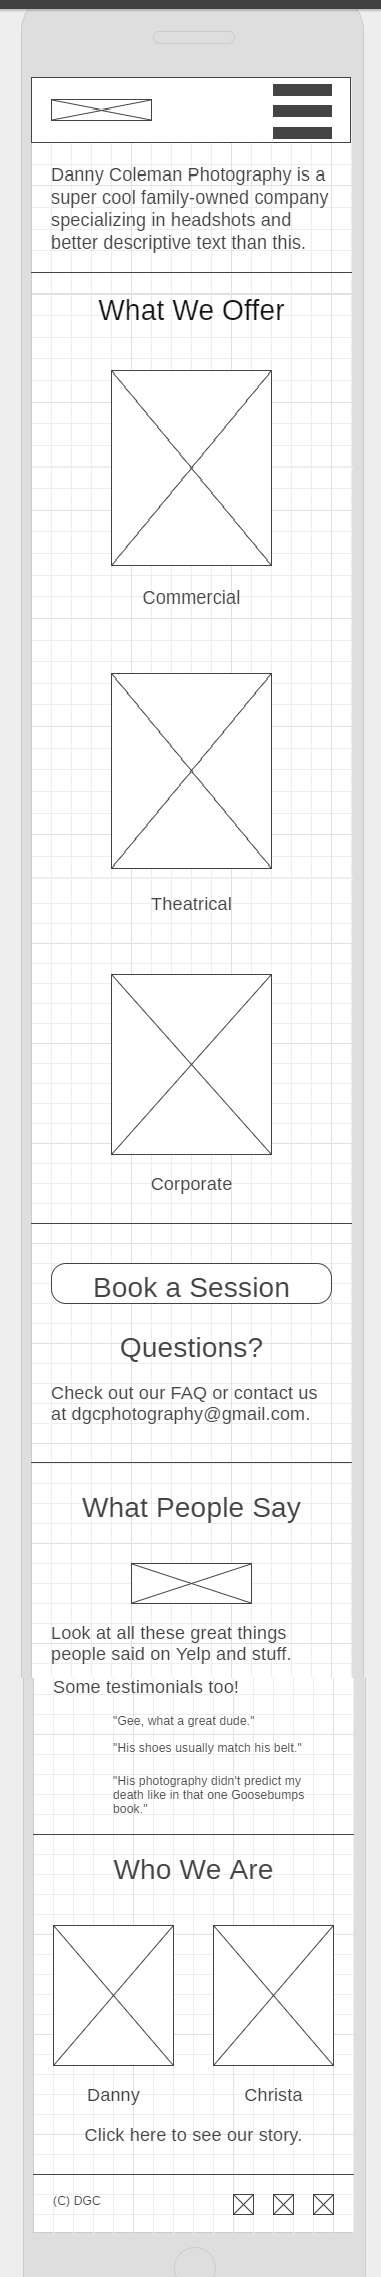 Danny Coleman Photography is a
super cool family-owned company
specializing in headshots and
better descriptive text than this.
What We Offer
Commercial
Theatrical
Corporate
Book a Session
Questions?
Check out our FAQ or contact us
at dgcphotography@gmail.com.
What People Say
Look at all these great things
people said on Yelp and stuff.
Some testimonials too!
"Gee, what a great dude."
"His shoes usually match his belt."
"His photography didn't predict my
death like in that one Goosebumps
book."
Who We Are
Danny Christa
Click here to see our story.
(C) DGC